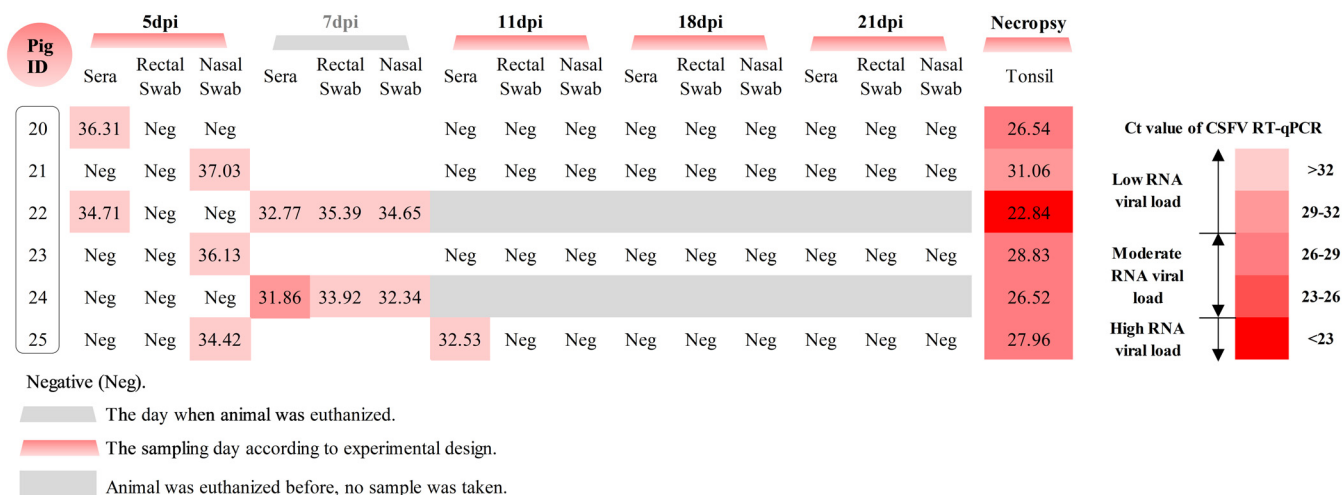 5dpi 7dpi 11dpi 18dpi 21dpi Necropsy
Pig ID
Sera Rectal Swab Nasal Swab Sera Rectal Swab Nasal Swab Sera Rectal Swab Nasal Swab Sera Rectal Swab Nasal Swab Sera Rectal Swab Nasal Swab Tonsil
20 36.31 Neg Neg Neg Neg Neg Neg Neg Neg Neg Neg Neg 26.54
21 Neg Neg 37.03 Neg Neg Neg Neg Neg Neg Neg Neg Neg 31.06
22 34.71 Neg Neg 32.77 35.39 34.65 22.84
23 Neg Neg 36.13 Neg Neg Neg Neg Neg Neg Neg Neg Neg 28.83
24 Neg Neg Neg 31.86 33.92 32.34 26.52
25 Neg Neg 34.42 32.53 Neg Neg Neg Neg Neg Neg Neg Neg 27.96
Ct value of CSFV RT-qPCR
Low RNA
viral load
>32
29-32
Moderate
RNA viral
load
26-29
23-26
High RNA
viral load
<23
Negative (Neg).
The day when animal was euthanized.
The sampling day according to experimental design.
Animal was euthanized before, no sample was taken.